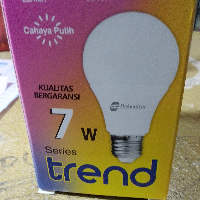 Cahaya Putih
KUALITAS
BERGARANSI
7 W
Series
trend